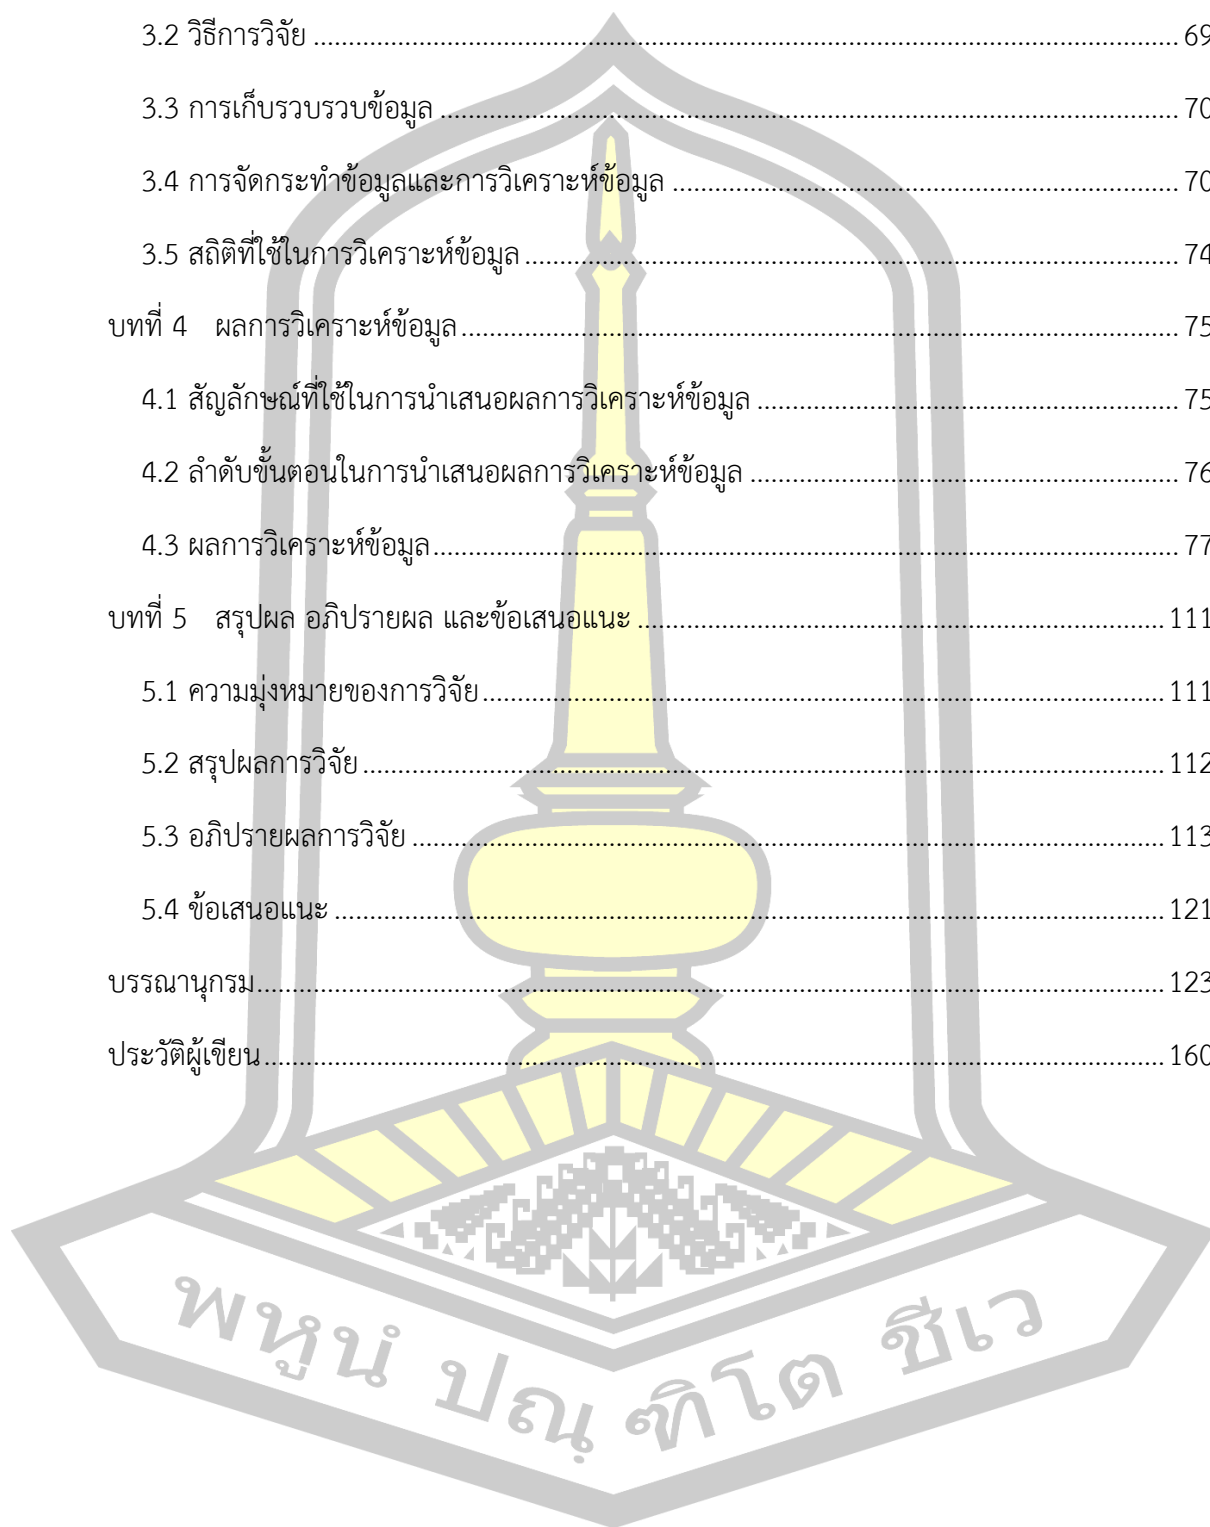 3.2 วิธีการวิจัย ........................................................................................................ 69
3.3 การเก็บรวบรวบข้อมูล ........................................................................................ 70
3.4 การจัดกระทำข้อมูลและการวิเคราะห์ข้อมูล ............................................................. 70
3.5 สถิติที่ใช้ในการวิเคราะห์ข้อมูล .............................................................................. 74
บทที่ 4 ผลการวิเคราะห์ข้อมูล ...................................................................................... 75
4.1 สัญลักษณ์ที่ใช้ในการนำเสนอผลการวิเคราะห์ข้อมูล .................................................. 75
4.2 ลำดับขั้นตอนในการนำเสนอผลการวิเคราะห์ข้อมูล ................................................... 76
4.3 ผลการวิเคราะห์ข้อมูล ......................................................................................... 77
บทที่ 5 สรุปผล อภิปรายผล และข้อเสนอแนะ ............................................................... 111
5.1 ความมุ่งหมายของการวิจัย .................................................................................. 111
5.2 สรุปผลการวิจัย ................................................................................................ 112
5.3 อภิปรายผลการวิจัย .......................................................................................... 113
5.4 ข้อเสนอแนะ .................................................................................................... 121
บรรณานุกรม ............................................................................................................. 123
ประวัติผู้เขียน ............................................................................................................ 160
พหูนํ ปณฺฑิโต ชีเว